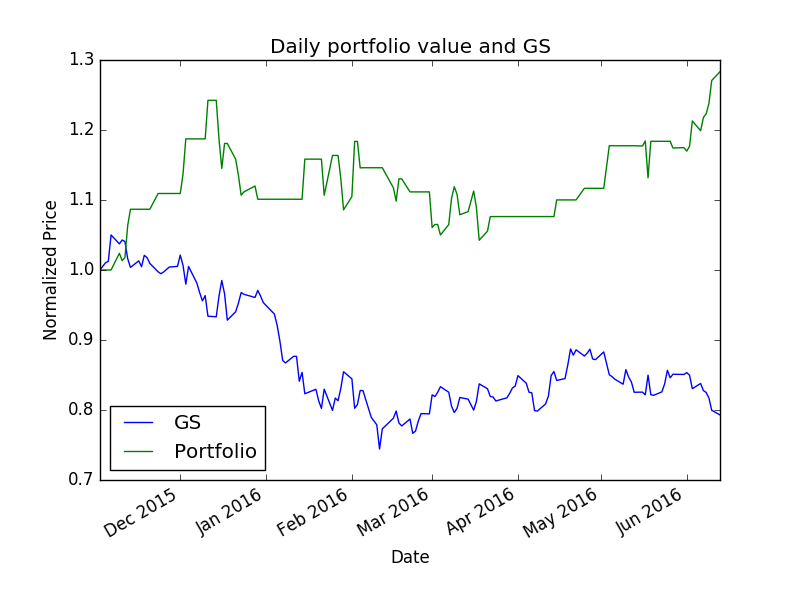 Daily portfolio value and GS
1.3
1.2
1.1
1.0
0.9
0.8
0.7
Normalized Price
GS
Portfolio
Dec 2015
Jan 2016
Feb 2016
Mar 2016
Apr 2016
May 2016
Jun 2016
Date